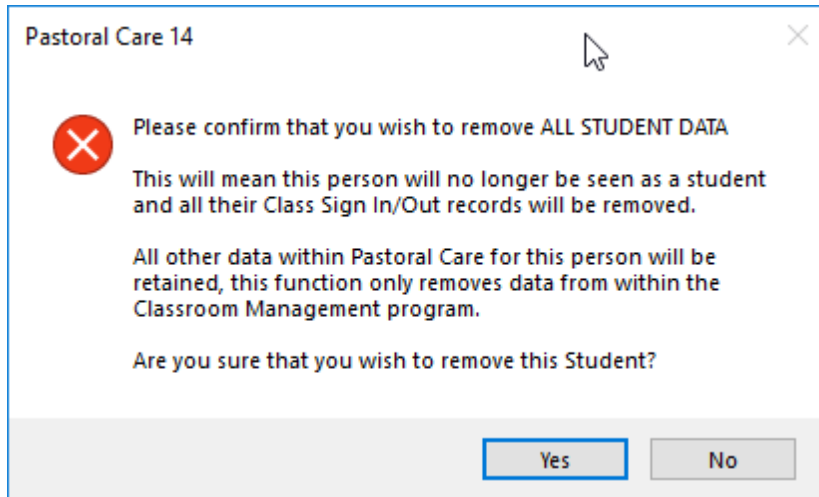 Pastoral Care 14
Please confirm that you wish to remove ALL STUDENT DATA
This will mean this person will no longer be seen as a student
and all their Class Sign In/Out records will be removed.
All other data within Pastoral Care for this person will be
retained, this function only removes data from within the
Classroom Management program.
Are you sure that you wish to remove this Student?
Yes
No